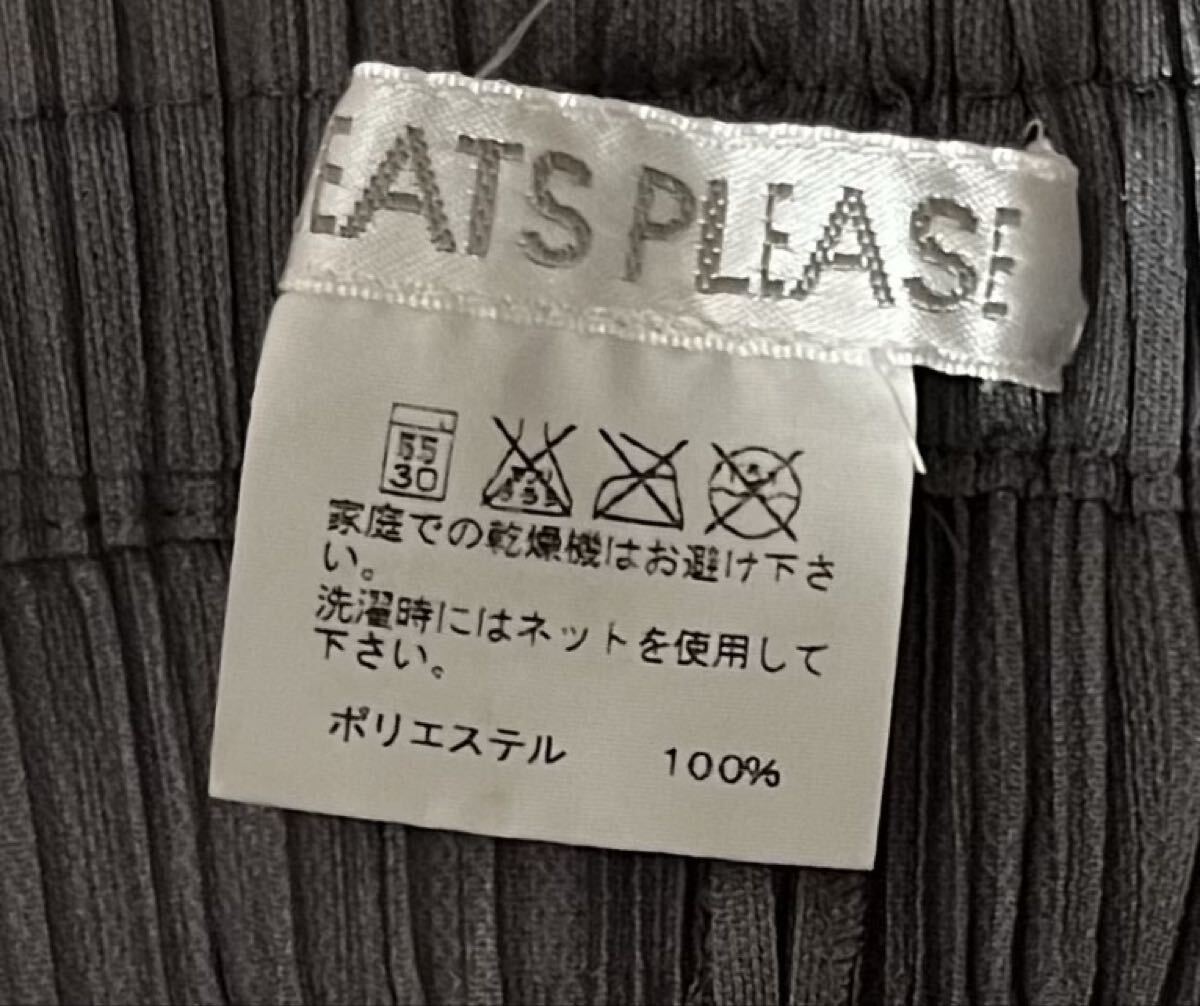 EATS PLEASE
55
30
家庭での乾燥機はお避け下さ
い。
洗濯時にはネットを使用して
下さい。
ポリエステル 100%